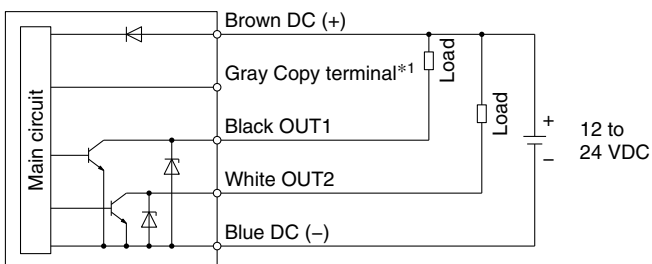 Brown DC (+)
Gray Copy terminal*1
Black OUT1
White OUT2
Blue DC (−)
Main circuit
Load
Load
+
−
12 to
24 VDC